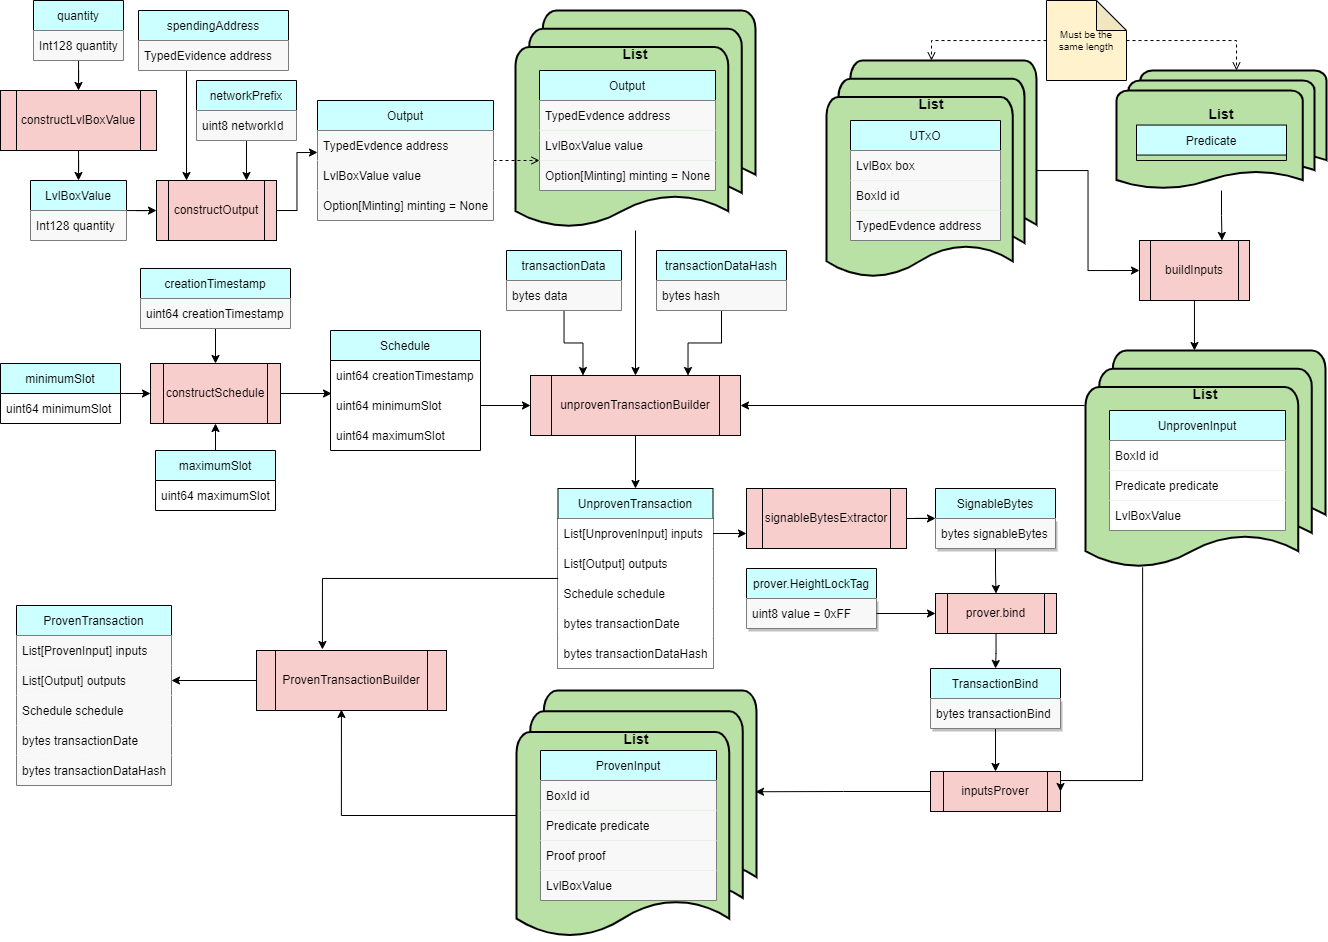 quantity
Int128 quantity
spendingAddress
TypedEvidence address
networkPrefix
uint8 networkId
constructLvlBoxValue
LvlBoxValue
Int128 quantity
constructOutput
Output
TypedEvdence address
LvlBoxValue value
Option[Minting] minting = None
List
Output
TypedEvdence address
LvlBoxValue value
Option[Minting] minting = None
Must be the
same length
List
UTxO
LvlBox box
BoxId id
TypedEvdence address
List
Predicate
buildInputs
transactionData
bytes data
transactionDataHash
bytes hash
creationTimestamp
uint64 creationTimestamp
minimumSlot
uint64 minimumSlot
constructSchedule
maximumSlot
uint64 maximumSlot
Schedule
uint64 creationTimestamp
uint64 minimumSlot
uint64 maximumSlot
unprovenTransactionBuilder
List
UnprovenInput
BoxId id
Predicate predicate
LvlBoxValue
UnprovenTransaction
List[UnprovenInput] inputs
List[Output] outputs
Schedule schedule
bytes transactionDate
bytes transactionDataHash
signableBytesExtractor
SignableBytes
bytes signableBytes
prover.HeightLockTag
uint8 value = 0xFF
prover.bind
TransactionBind
bytes transactionBind
inputsProver
List
ProvenInput
BoxId id
Predicate predicate
Proof proof
LvlBoxValue
ProvenTransactionBuilder
ProvenTransaction
List[ProvenInput] inputs
List[Output] outputs
Schedule schedule
bytes transactionDate
bytes transactionDataHash